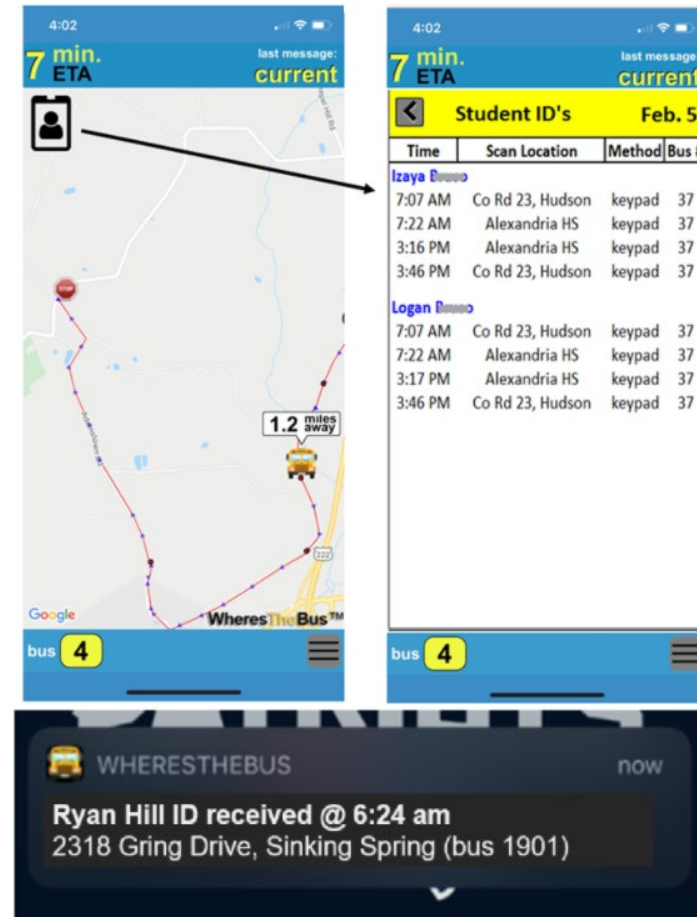 4:02
7 min.
ETA
last message:
current
Chapel Hill Rd
STOP
Adamstown Rd
1.2 miles
away
222
Google
WheresTheBus™
bus 4
4:02
7 min.
ETA
last message
current
Student ID's Feb. 5
Time Scan Location Method Bus #
Izaya
7:07 AM Co Rd 23, Hudson keypad 37
7:22 AM Alexandria HS keypad 37
3:16 PM Alexandria HS keypad 37
3:46 PM Co Rd 23, Hudson keypad 37
Logan
7:07 AM Co Rd 23, Hudson keypad 37
7:22 AM Alexandria HS keypad 37
3:17 PM Alexandria HS keypad 37
3:46 PM Co Rd 23, Hudson keypad 37
bus 4
WHERESTHEBUS now
Ryan Hill ID received @ 6:24 am
2318 Gring Drive, Sinking Spring (bus 1901)